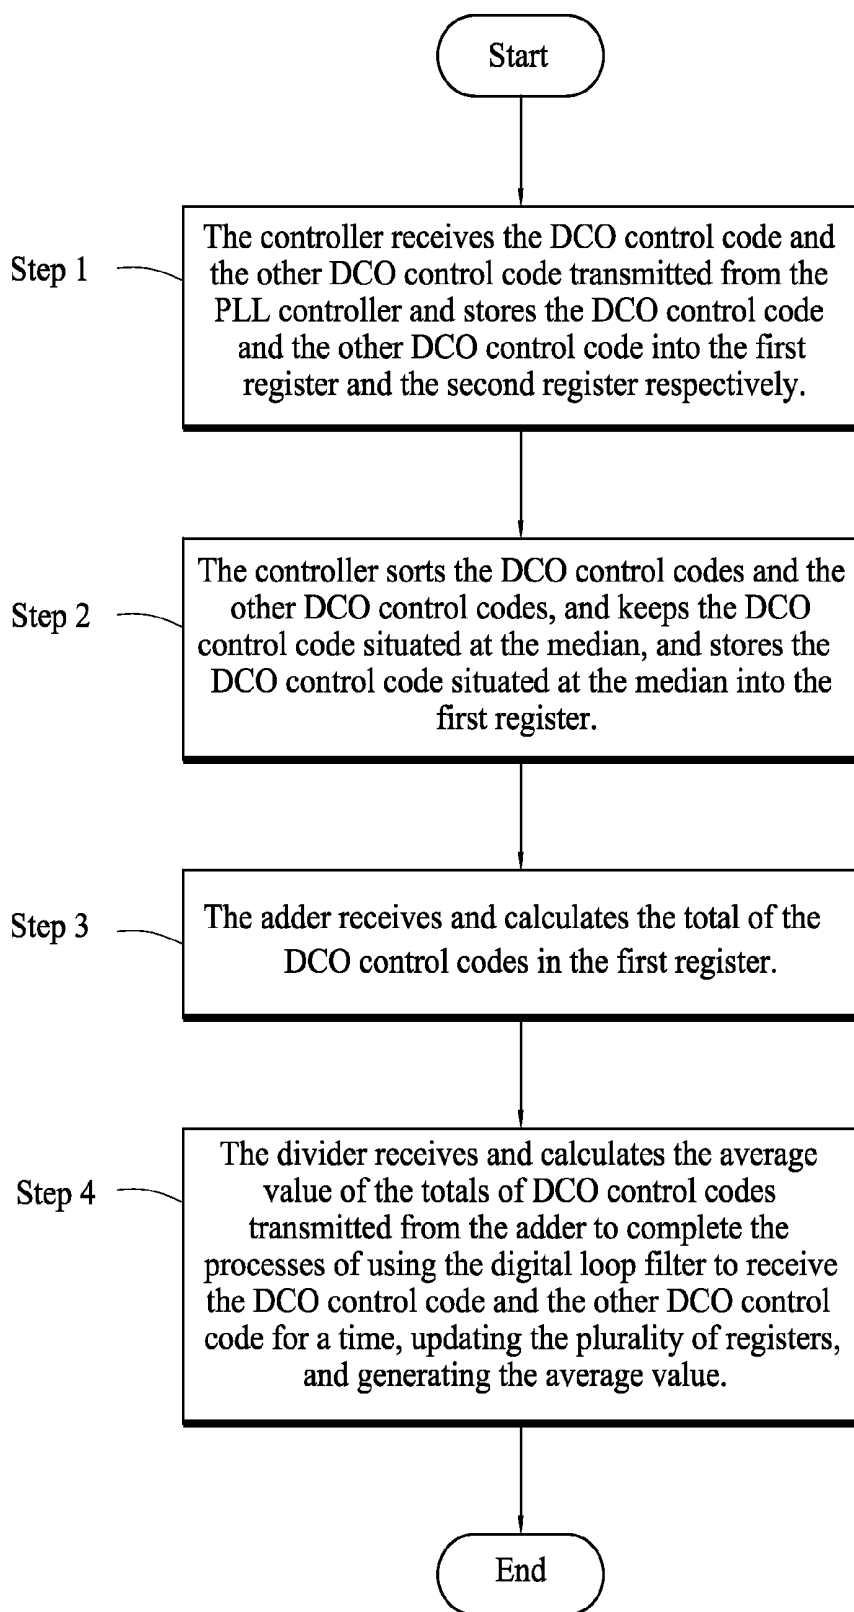 Start
Step 1
The controller receives the DCO control code and
the other DCO control code transmitted from the
PLL controller and stores the DCO control code
and the other DCO control code into the first
register and the second register respectively.
Step 2
The controller sorts the DCO control codes and the
other DCO control codes, and keeps the DCO
control code situated at the median, and stores the
DCO control code situated at the median into the
first register.
Step 3
The adder receives and calculates the total of the
DCO control codes in the first register.
Step 4
The divider receives and calculates the average
value of the totals of DCO control codes
transmitted from the adder to complete the
processes of using the digital loop filter to receive
the DCO control code and the other DCO control
code for a time, updating the plurality of registers,
and generating the average value.
End